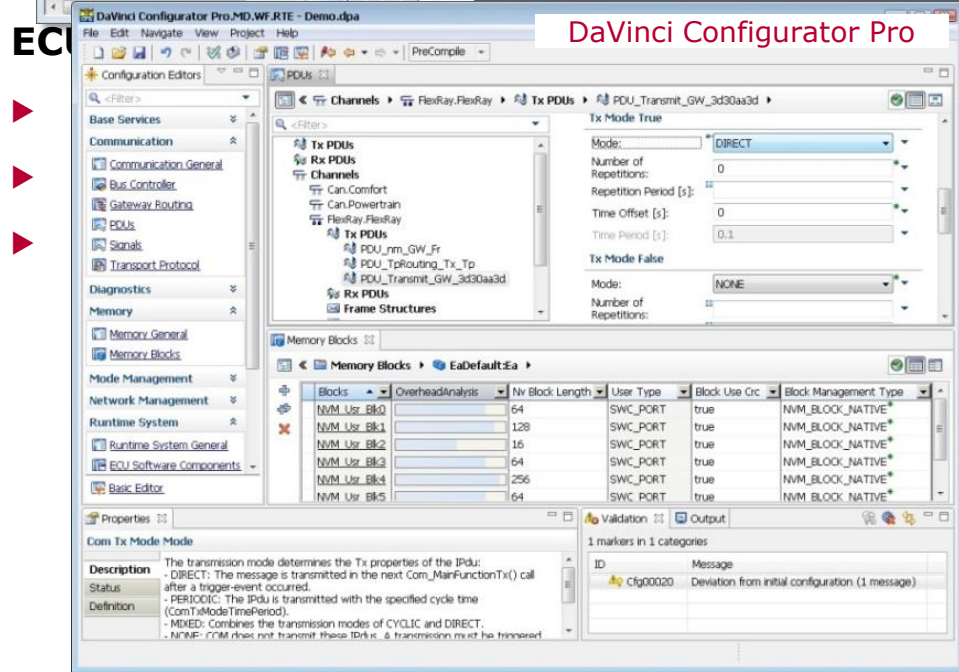 DaVinci Configurator Pro.MD.WF.RTE - Demo.dpa
DaVinci Configurator Pro
ECU
File Edit Navigate View Project Help
PreCompile
Configuration Editors
<Filter>
Base Services
Communication
Communication General
Bus Controller
Gateway Routing
PDUs
Signals
Transport Protocol
Diagnostics
Memory
Memory General
Memory Blocks
Mode Management
Network Management
Runtime System
Runtime System General
ECU Software Components
Basic Editor
PDUs
Channels FlexRay.FlexRay Tx PDUs PDU_Transmit_GW_3d30aa3d
<Filter>
Tx PDUs
Rx PDUs
Channels
Can.Comfort
Can.Powertrain
FlexRay.FlexRay
Tx PDUs
PDU_nm_GW_Fr
PDU_TpRouting_Tx_Tp
PDU_Transmit_GW_3d30aa3d
Rx PDUs
Frame Structures
Tx Mode True
Mode: DIRECT
Number of
Repetitions: 0
Repetition Period [s]:
Time Offset [s]: 0
Time Period [s]: 0.1
Tx Mode False
Mode: NONE
Number of
Repetitions:
Memory Blocks
Memory Blocks EaDefault:Ea
Blocks OverheadAnalysis Nv Block Length User Type Block Use Crc Block Management Type
NVM_Usr_Blk0 64 SWC_PORT true NVM_BLOCK_NATIVE*
NVM_Usr_Blk1 128 SWC_PORT true NVM_BLOCK_NATIVE*
NVM_Usr_Blk2 16 SWC_PORT true NVM_BLOCK_NATIVE*
NVM_Usr_Blk3 64 SWC_PORT true NVM_BLOCK_NATIVE*
NVM_Usr_Blk4 256 SWC_PORT true NVM_BLOCK_NATIVE*
NVM_Usr_Blk5 64 SWC_PORT true NVM_BLOCK_NATIVE*
Properties
Com Tx Mode Mode
Description
Status
Definition
The transmission mode determines the Tx properties of the IPdu:
- DIRECT: The message is transmitted in the next Com_MainFunctionTx() call
after a trigger-event occurred.
- PERIODIC: The IPdu is transmitted with the specified cycle time
(ComTxModeTimePeriod).
- MIXED: Combines the transmission modes of CYCLIC and DIRECT.
- NONE: COM does not transmit these IPdus. A transmission must be triggered
Validation Output
1 markers in 1 categories
ID Message
Cfg00020 Deviation from initial configuration (1 message)